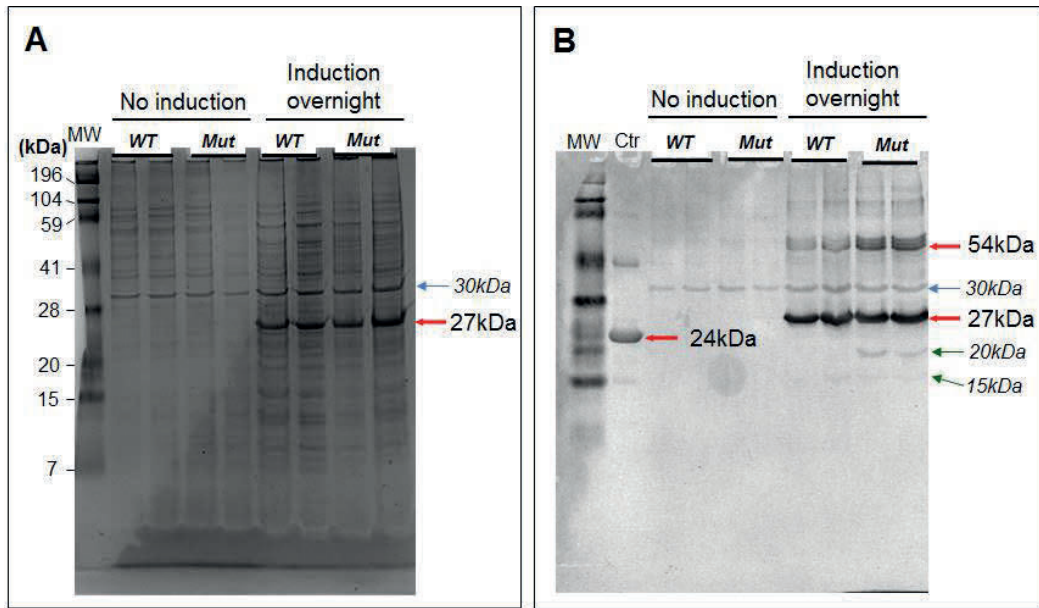 A
Induction
overnight
No induction
(kDa)
MW
WT
Mut
WT
Mut
196
104
59
41
28
20
15
7
30kDa
27kDa
B
Induction
overnight
No induction
MW
Ctr
WT
Mut
WT
Mut
54kDa
30kDa
27kDa
24kDa
20kDa
15kDa